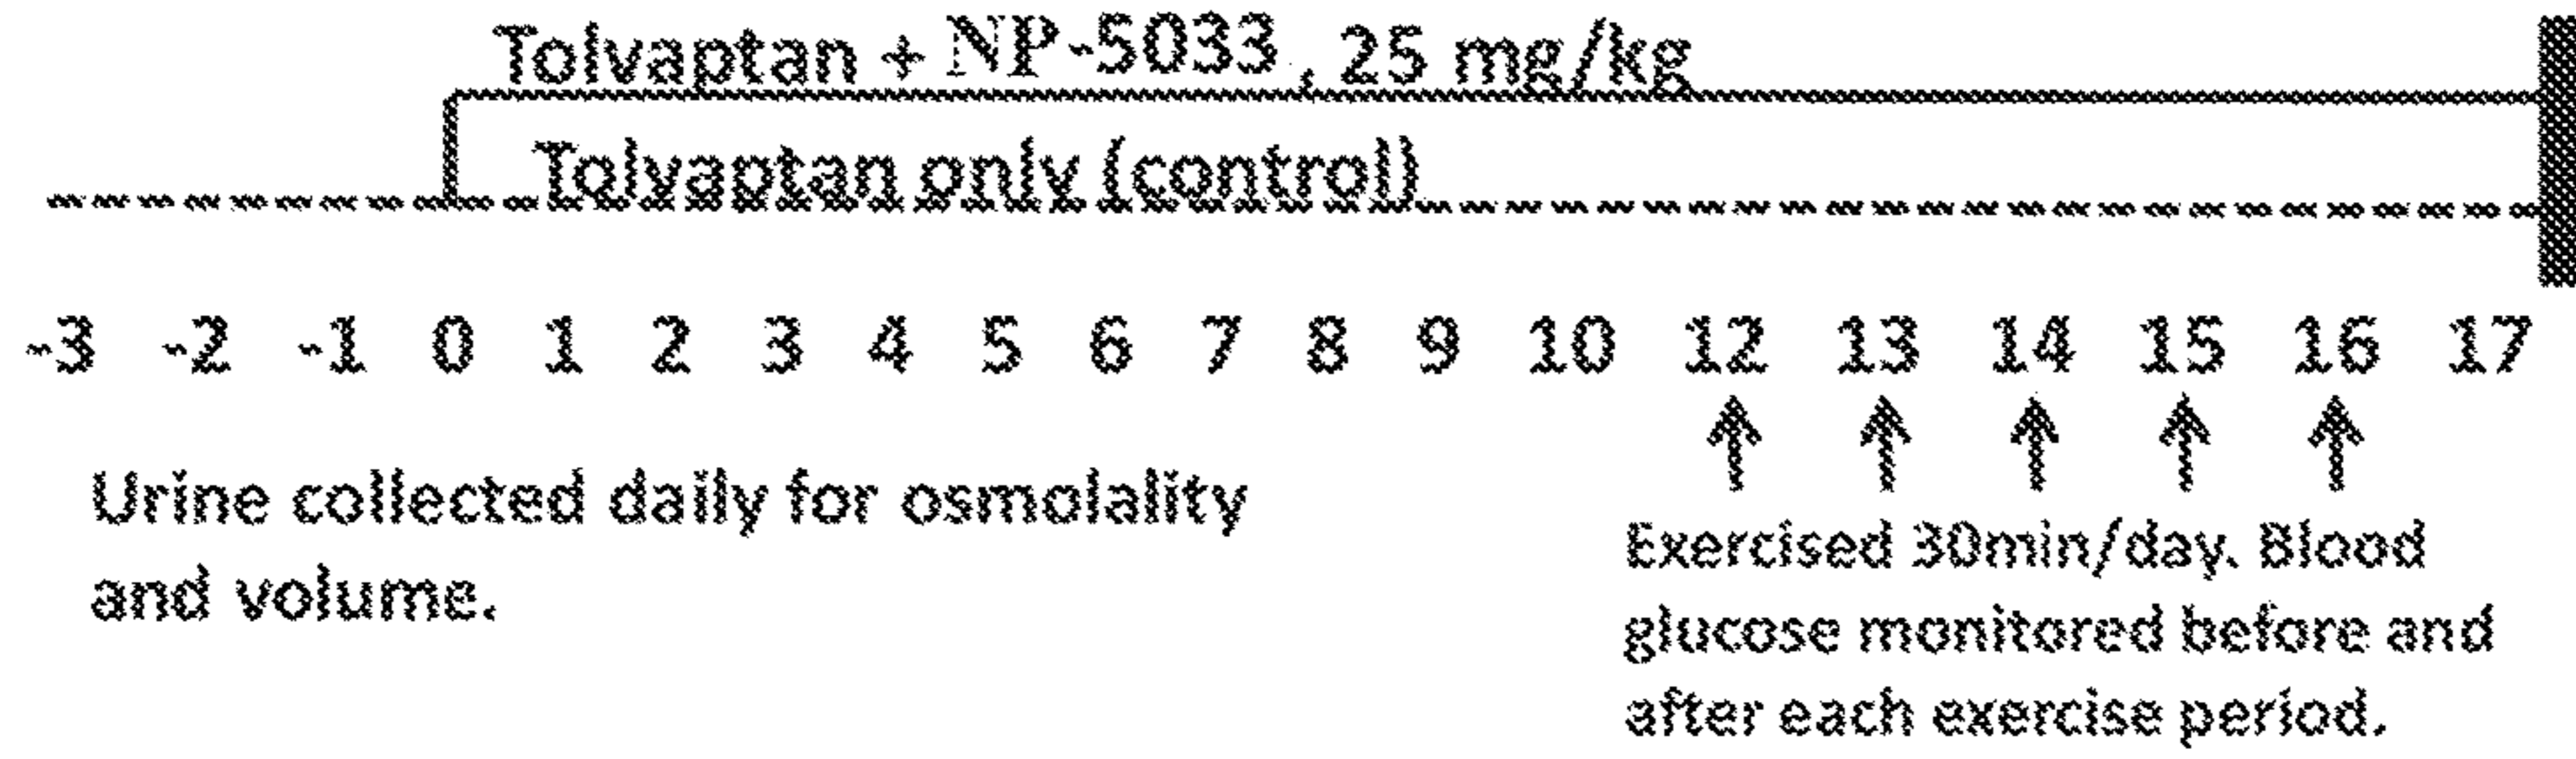 Tolvaptan + NP-5033, 25 mg/kg
Tolvaptan only (control)
-3 -2 -1 0 1 2 3 4 5 6 7 8 9 10 12 13 14 15 16 17
Urine collected daily for osmolality
and volume.
Exercised 30min/day. Blood
glucose monitored before and
after each exercise period.